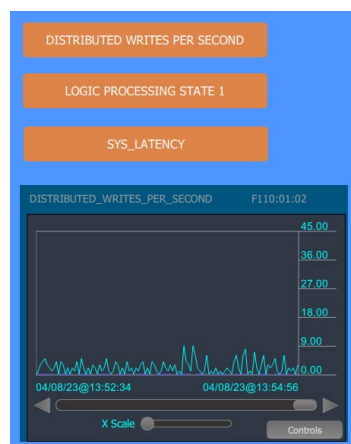 DISTRIBUTED WRITES PER SECOND
LOGIC PROCESSING STATE 1
SYS_LATENCY
DISTRIBUTED_WRITES_PER_SECOND F110:01:02
45.00
36.00
27.00
18.00
9.00
0.00
04/08/23@13:52:34 04/08/23@13:54:56
X Scale
Controls